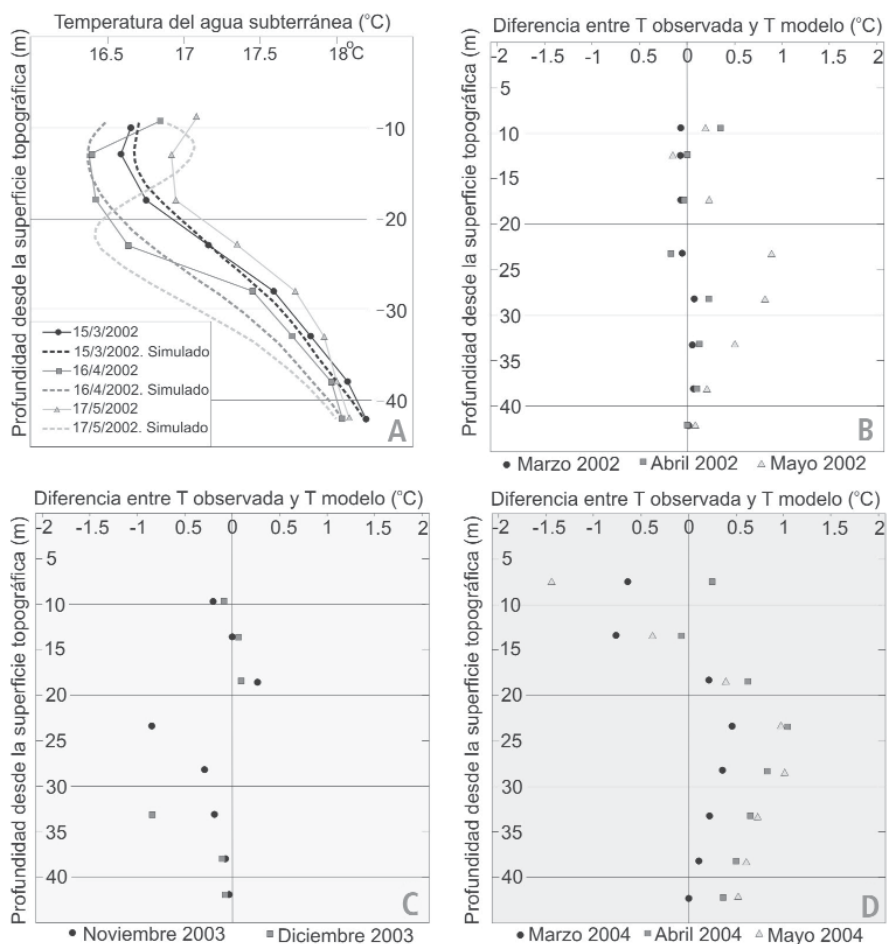 Temperatura del agua subterránea (°C)
16.5 17 17.5 18°C
Profundidad desde la superficie topográfica (m)
−10
−20
−30
−40
15/3/2002
15/3/2002. Simulado
16/4/2002
16/4/2002. Simulado
17/5/2002
17/5/2002. Simulado
A
Diferencia entre T observada y T modelo (°C)
-2 -1.5 -1 0.5 0 0.5 1 1.5 2
Profundidad desde la superficie topográfica (m)
5
10
15
20
25
30
35
40
B
Marzo 2002 Abril 2002 Mayo 2002
Diferencia entre T observada y T modelo (°C)
-2 -1.5 -1 0.5 0 0.5 1 1.5 2
Profundidad desde la superficie topográfica (m)
5
10
15
20
25
30
35
40
C
Noviembre 2003 Diciembre 2003
Diferencia entre T observada y T modelo (°C)
-2 -1.5 -1 0.5 0 0.5 1 1.5 2
Profundidad desde la superficie topográfica (m)
5
10
15
20
25
30
35
40
D
Marzo 2004 Abril 2004 Mayo 2004